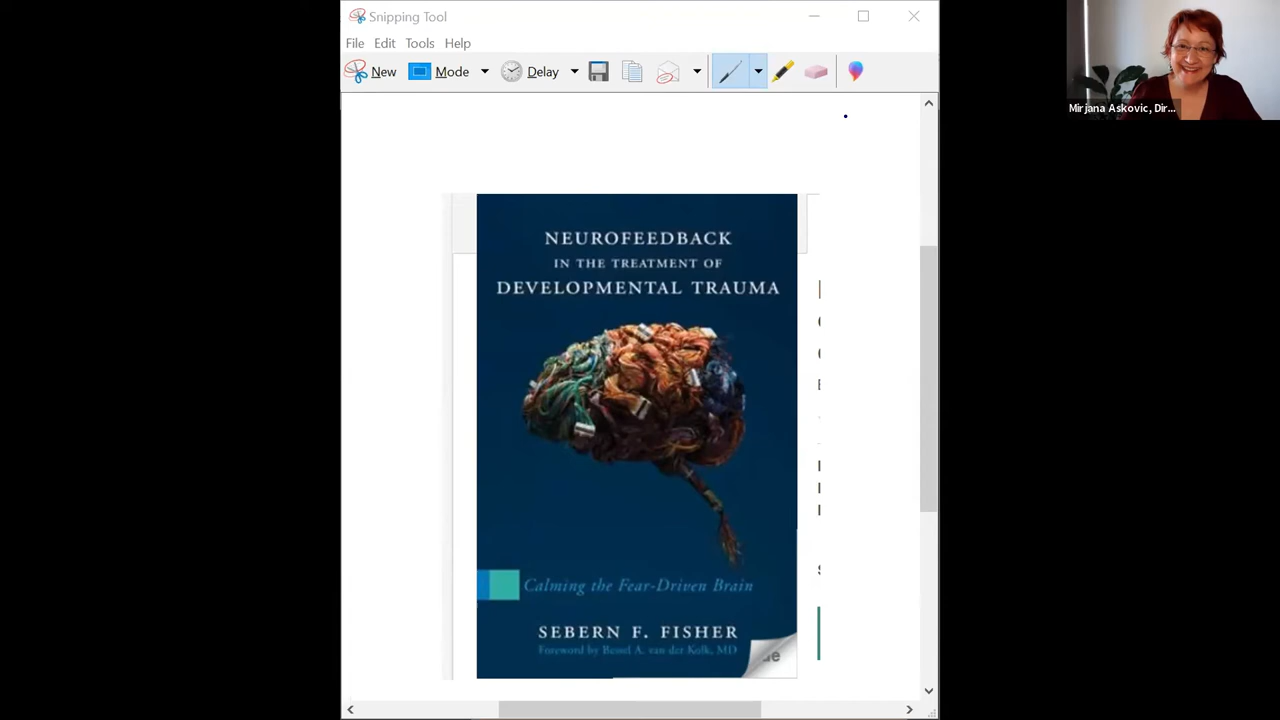 Snipping Tool
File Edit Tools Help
New Mode Delay
Mirjana Askovic, Dir...
NEUROFEEDBACK
IN THE TREATMENT OF
DEVELOPMENTAL TRAUMA
Calming the Fear-Driven Brain
SEBERN F. FISHER
Foreword by Bessel A. van der Kolk, MD